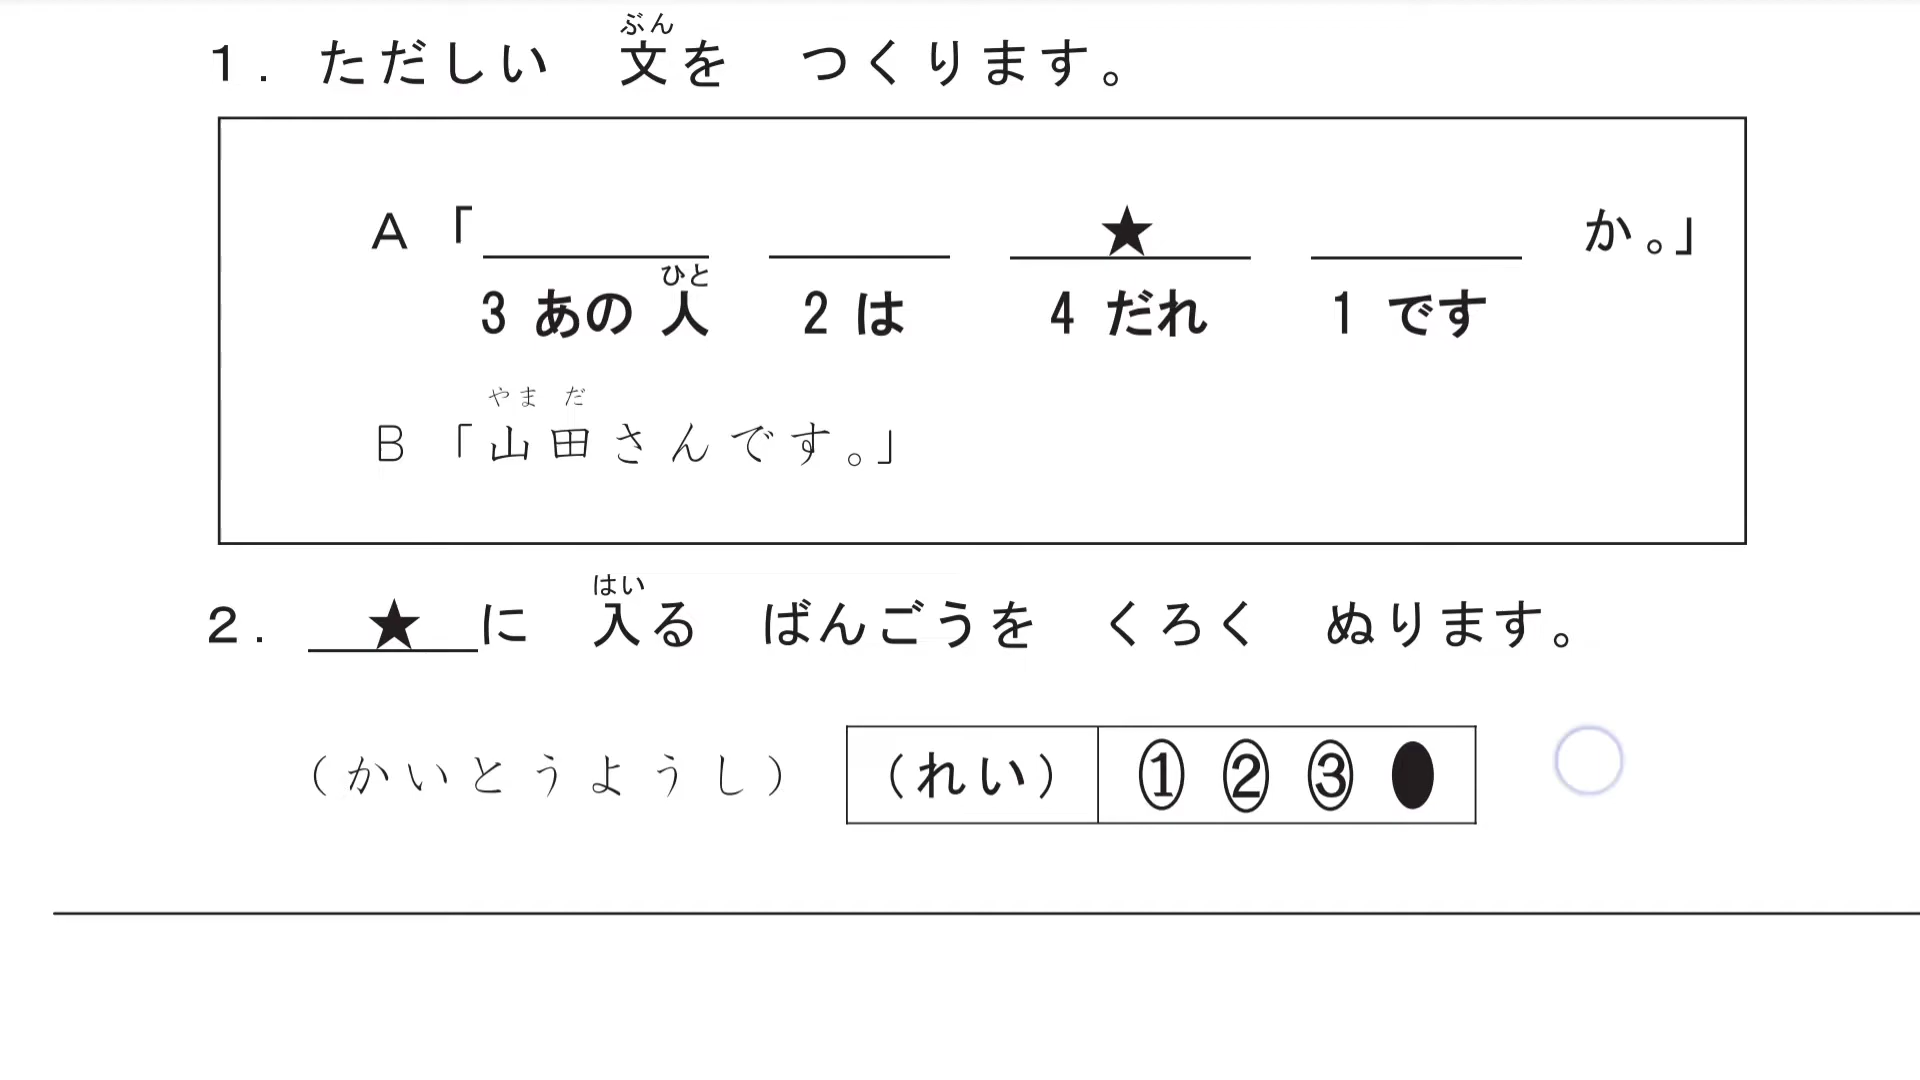 ぶん
１．ただしい　文を　つくります。
Ａ「＿＿＿　＿＿＿　★　＿＿＿　か。」
ひと
3 あの 人　2 は　4 だれ　1 です
やま だ
Ｂ「山田さんです。」
はい
２．★に　入る　ばんごうを　くろく　ぬります。
（かいとうようし）　（れい）　① ② ③ ●